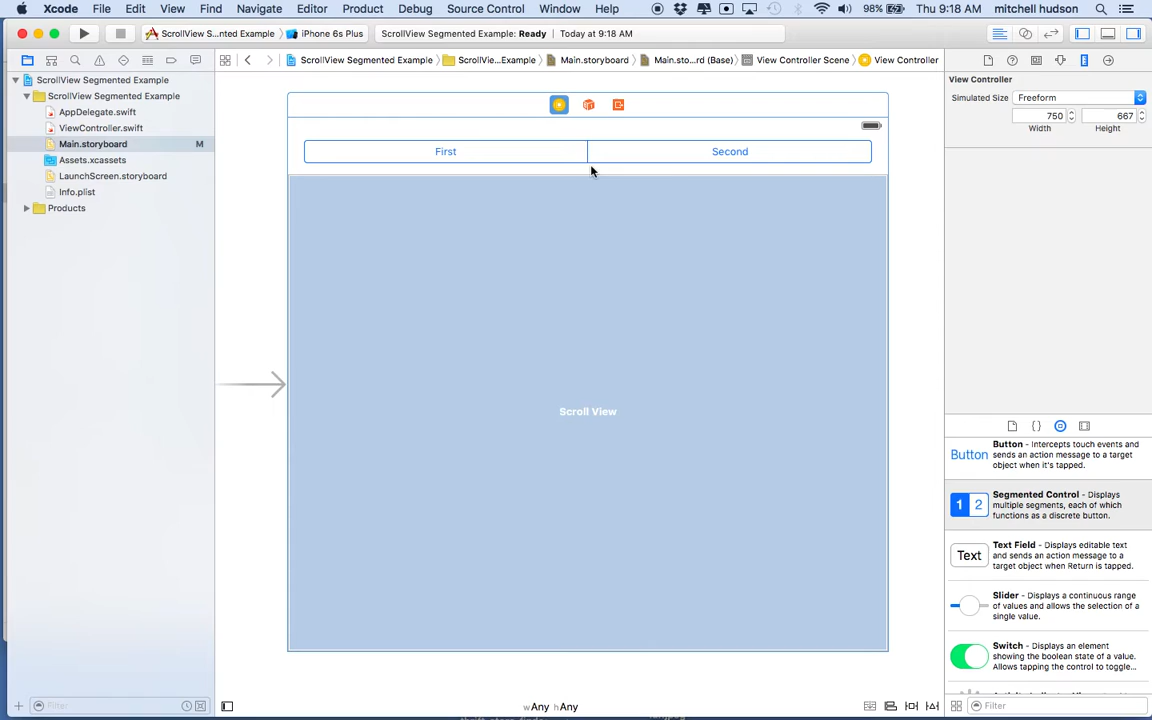 Xcode File Edit View Find Navigate Editor Product Debug Source Control Window Help 98% Thu 9:18 AM mitchell hudson
ScrollView S...nted Example iPhone 6s Plus ScrollView Segmented Example: Ready Today at 9:18 AM
ScrollView Segmented Example ScrollVie...Example Main.storyboard Main.sto...rd (Base) View Controller Scene View Controller
ScrollView Segmented Example
ScrollView Segmented Example
AppDelegate.swift
ViewController.swift
Main.storyboard M
Assets.xcassets
LaunchScreen.storyboard
Info.plist
Products
First Second
Scroll View
View Controller
Simulated Size Freeform
750 667
Width Height
Button - Intercepts touch events and
Button sends an action message to a target
object when it's tapped.
Segmented Control - Displays
1 2 multiple segments, each of which
functions as a discrete button.
Text Field - Displays editable text
Text and sends an action message to a
target object when Return is tapped.
Slider - Displays a continuous range
of values and allows the selection of a
single value.
Switch - Displays an element
showing the boolean state of a value.
Allows tapping the control to toggle...
Filter wAny hAny Filter